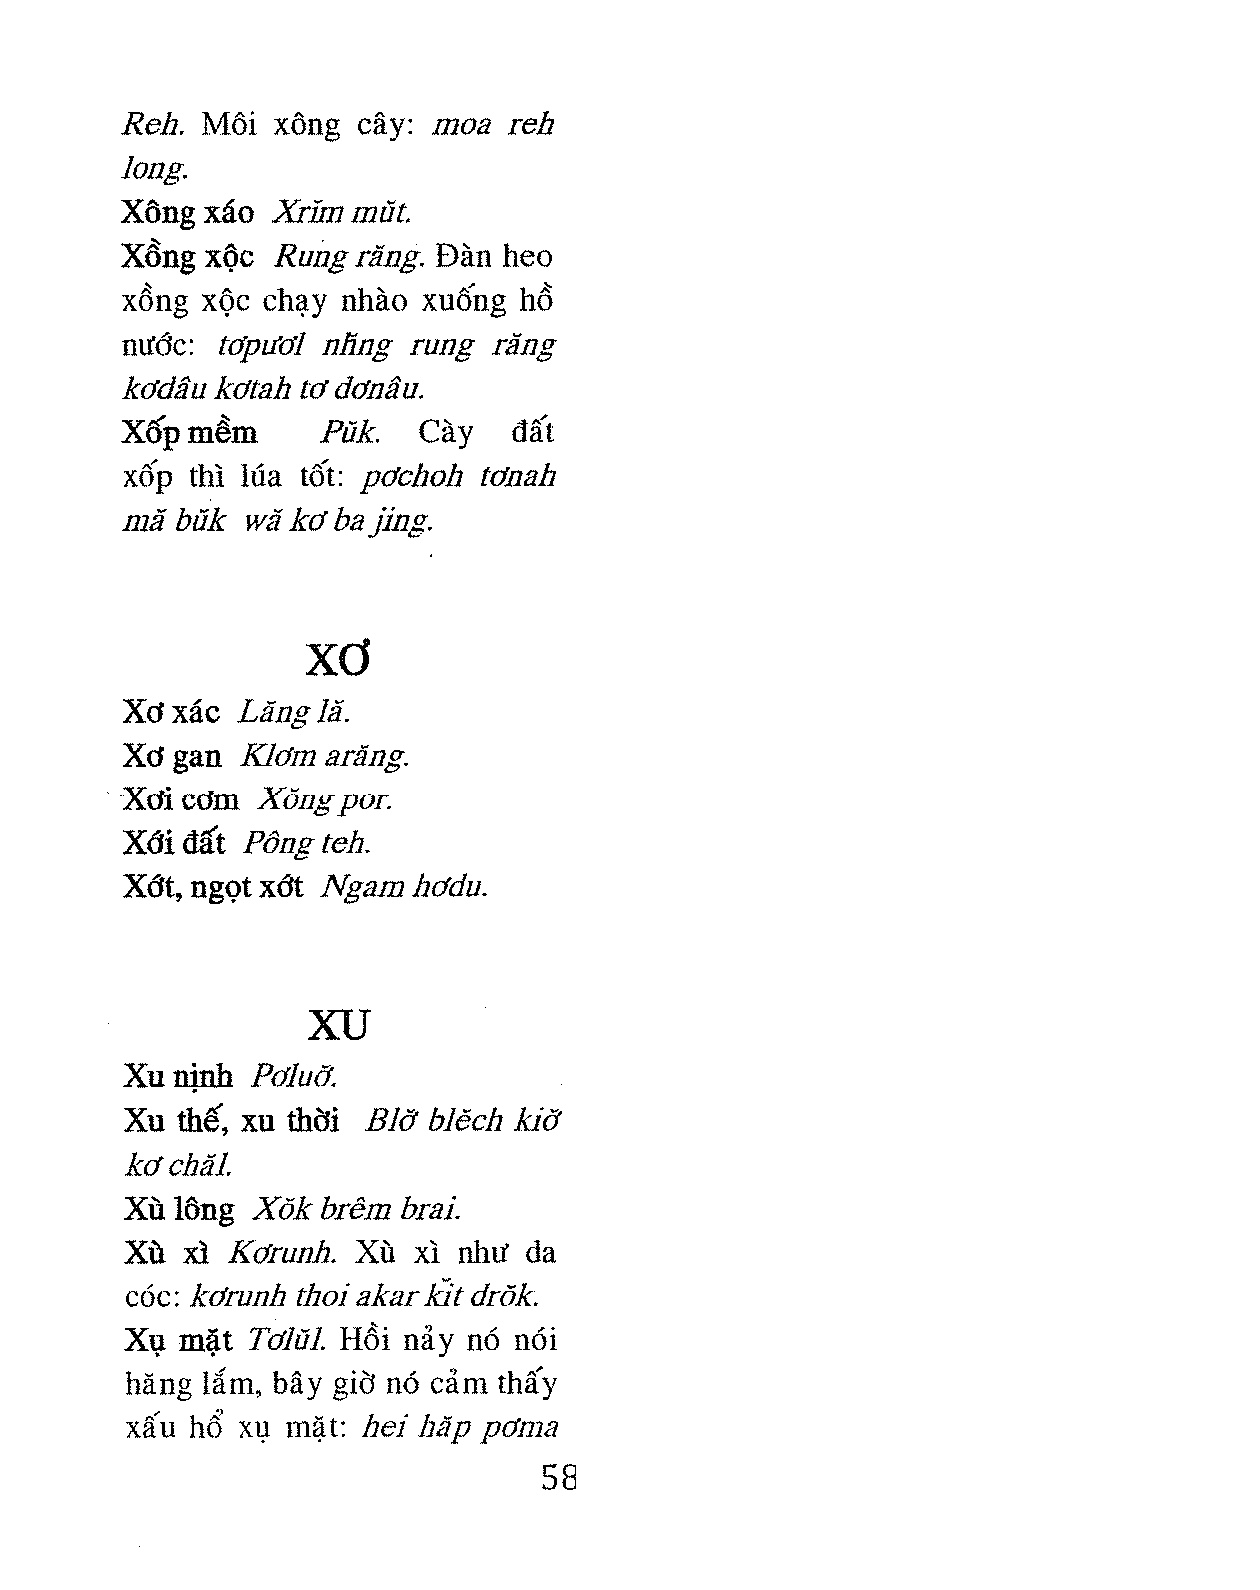 Reh. Môi xông cây: moa reh
long.
Xông xáo Xrĭm mŭt.
Xồng xộc Rung răng. Đàn heo
xồng xộc chạy nhào xuống hồ
nước: tơpươl nhŭng rung răng
kơdâu kơtah tơ dơnâu.
Xốp mềm Pŭk. Cày đất
xốp thì lúa tốt: pơchoh tơnah
mă bŭk wă kơ ba jing.
XƠ
Xơ xác Lăng lă.
Xơ gan Klơm arăng.
Xơi cơm Xŏng por.
Xới đất Pông teh.
Xớt, ngọt xớt Ngam hơdu.
XU
Xu nịnh Pơluơ̆.
Xu thế, xu thời Blơ̆ blĕch kiơ̆
kơ chăl.
Xù lông Xŏk brêm brai.
Xù xì Kơrunh. Xù xì như da
cóc: kơrunh thoi akar kĭt drŏk.
Xụ mặt Tơlŭl. Hồi nảy nó nói
hăng lắm, bây giờ nó cảm thấy
xấu hổ xụ mặt: hei hăp pơma
58